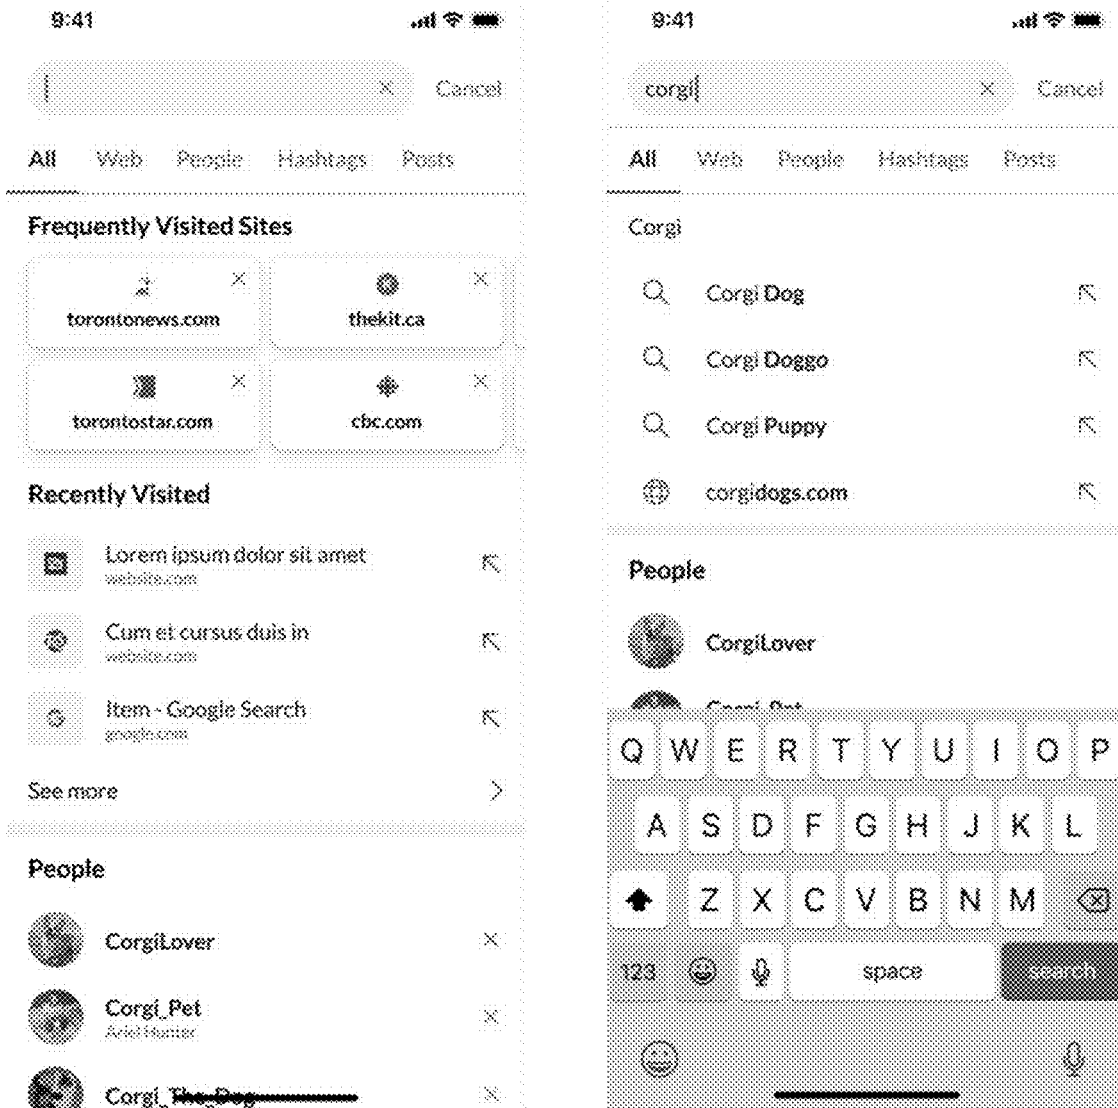 9:41
Cancel
All Web People Hashtags Posts
Frequently Visited Sites
torontonews.com thekit.ca
torontostar.com cbc.com
Recently Visited
Lorem ipsum dolor sit amet
website.com
Cum et cursus duis in
website.com
Item - Google Search
google.com
See more
People
CorgiLover
Corgi_Pet
Ariel Hunter
Corgi_The_Dog
9:41
corgi Cancel
All Web People Hashtags Posts
Corgi
Corgi Dog
Corgi Doggo
Corgi Puppy
corgidogs.com
People
CorgiLover
Corgi_Pet
Q W E R T Y U I O P
A S D F G H J K L
Z X C V B N M
123 space search